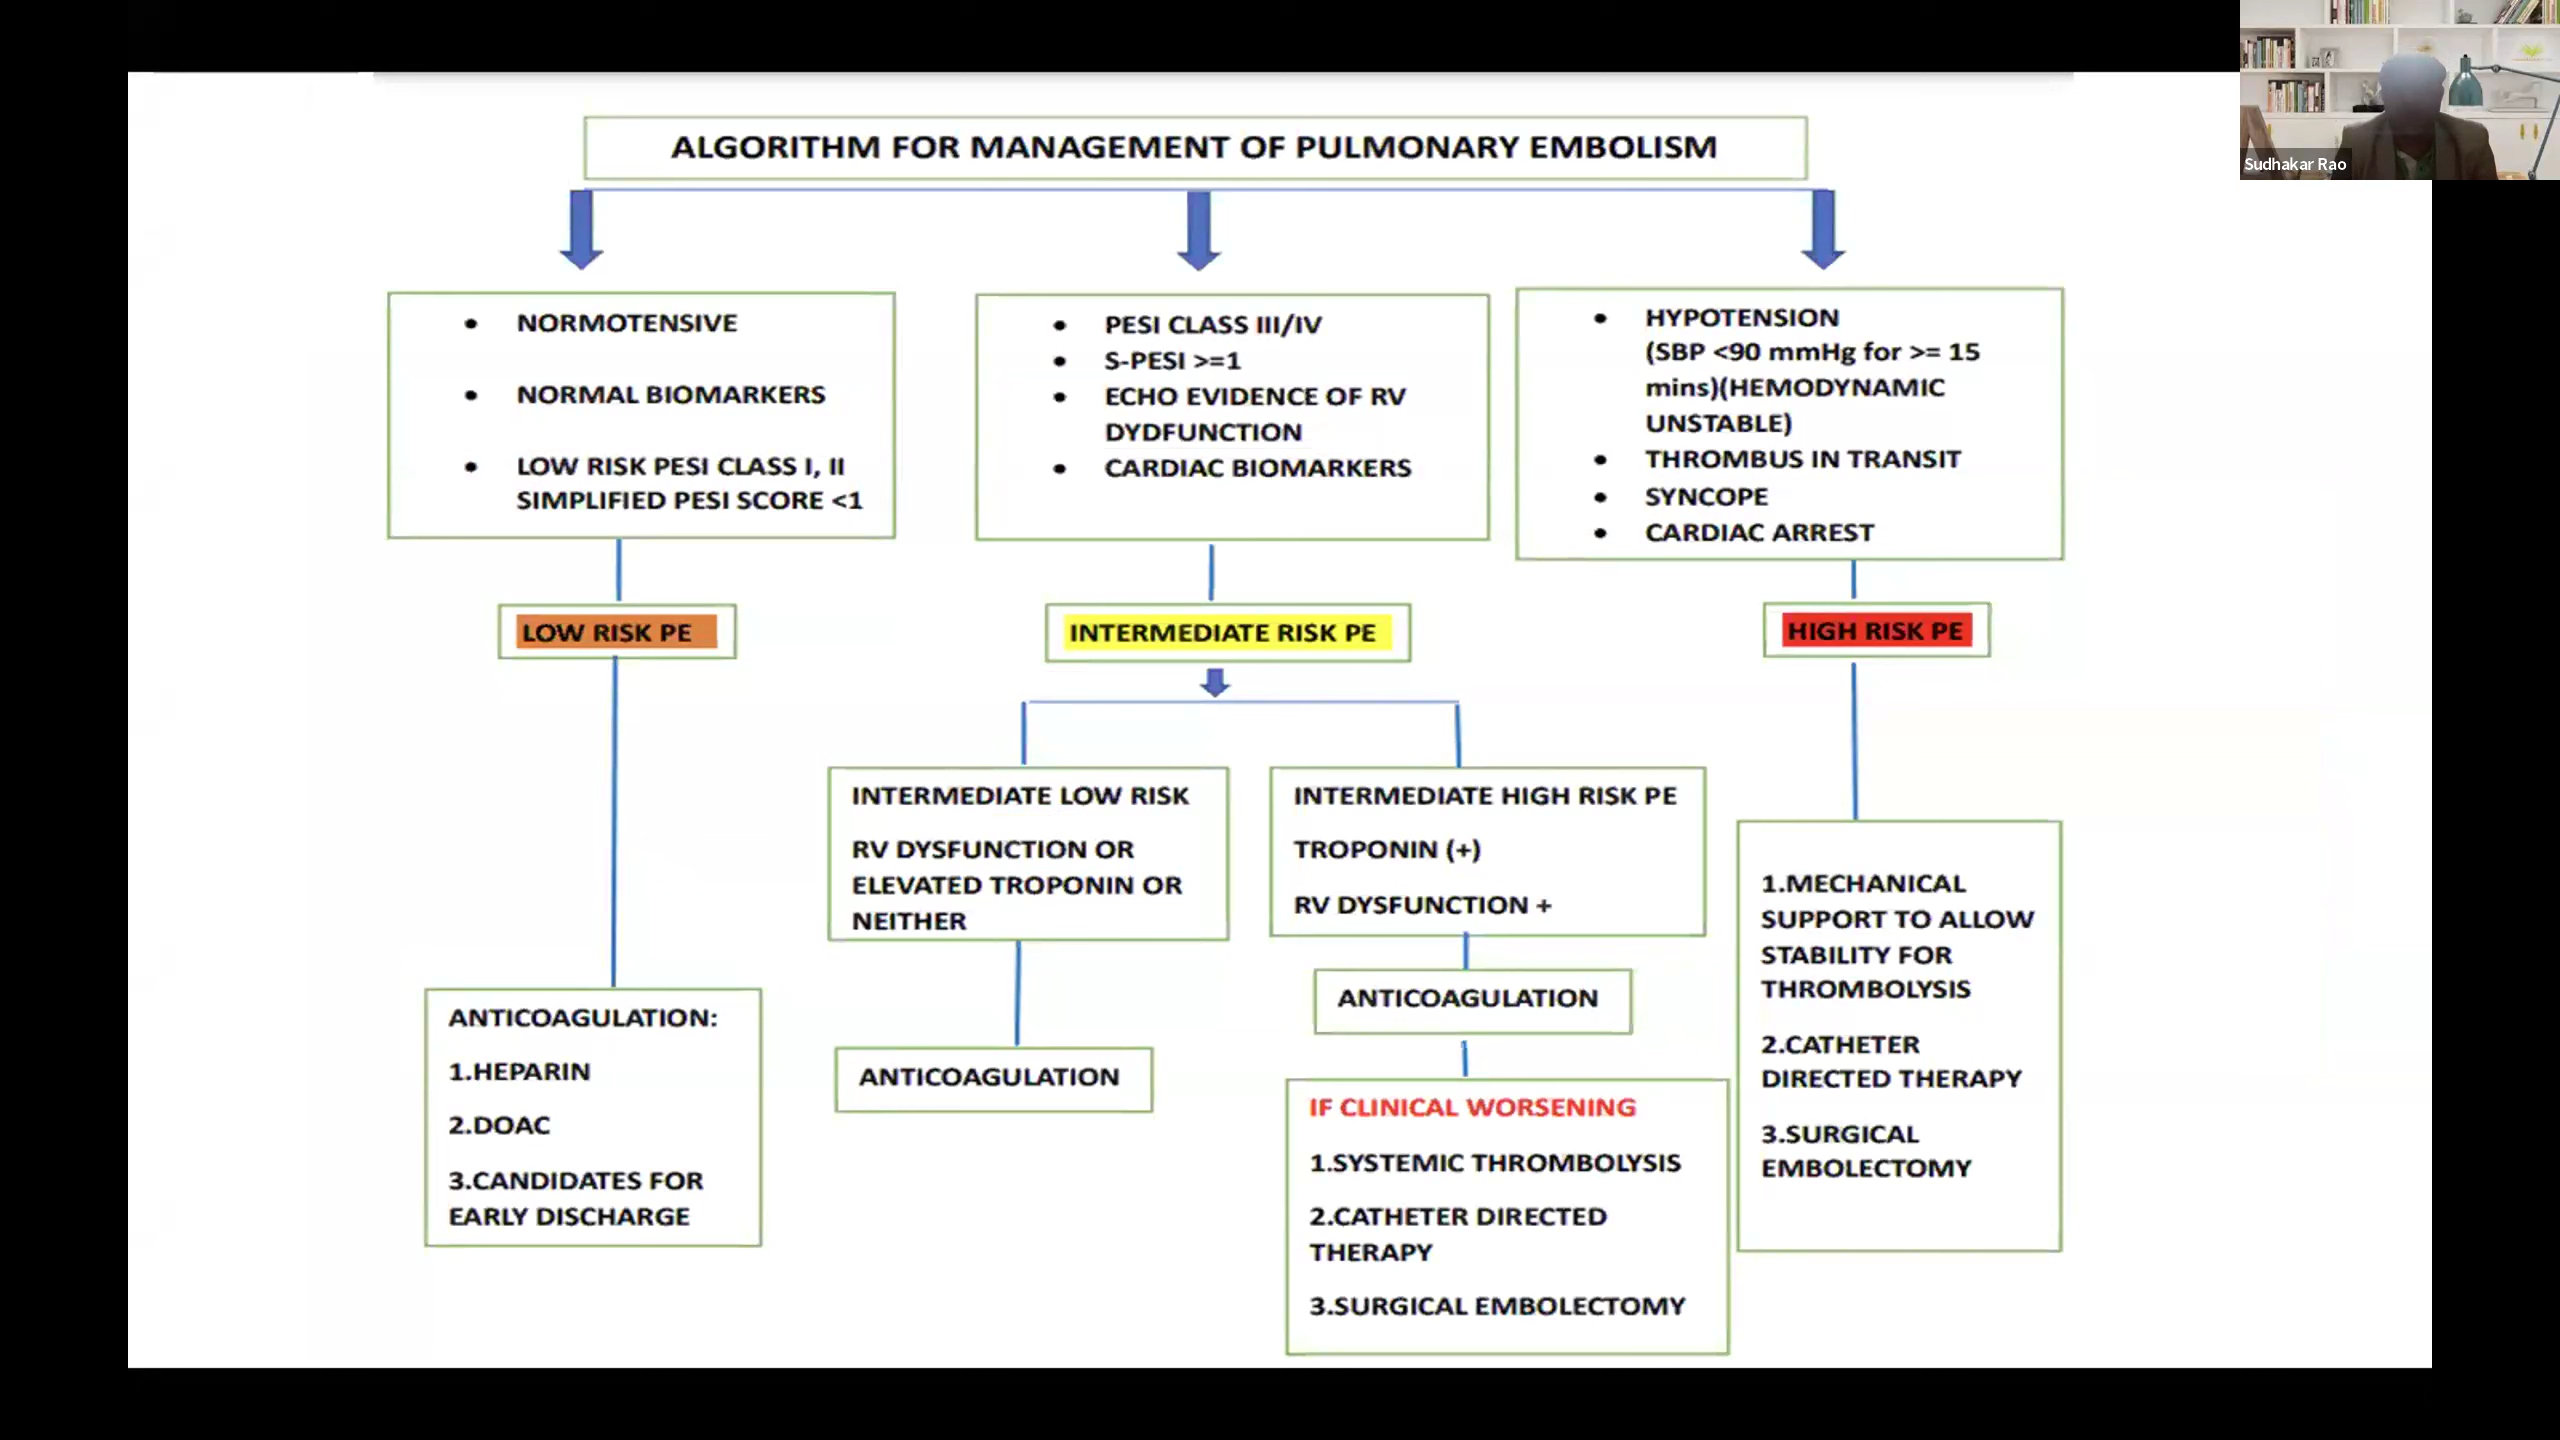 Sudhakar Rao
ALGORITHM FOR MANAGEMENT OF PULMONARY EMBOLISM
• NORMOTENSIVE
• NORMAL BIOMARKERS
• LOW RISK PESI CLASS I, II
SIMPLIFIED PESI SCORE <1
• PESI CLASS III/IV
• S-PESI >=1
• ECHO EVIDENCE OF RV
DYDFUNCTION
• CARDIAC BIOMARKERS
• HYPOTENSION
(SBP <90 mmHg for >= 15
mins)(HEMODYNAMIC
UNSTABLE)
• THROMBUS IN TRANSIT
• SYNCOPE
• CARDIAC ARREST
LOW RISK PE
INTERMEDIATE RISK PE
HIGH RISK PE
INTERMEDIATE LOW RISK
RV DYSFUNCTION OR
ELEVATED TROPONIN OR
NEITHER
INTERMEDIATE HIGH RISK PE
TROPONIN (+)
RV DYSFUNCTION +
ANTICOAGULATION:
1.HEPARIN
2.DOAC
3.CANDIDATES FOR
EARLY DISCHARGE
ANTICOAGULATION
ANTICOAGULATION
IF CLINICAL WORSENING
1.SYSTEMIC THROMBOLYSIS
2.CATHETER DIRECTED
THERAPY
3.SURGICAL EMBOLECTOMY
1.MECHANICAL
SUPPORT TO ALLOW
STABILITY FOR
THROMBOLYSIS
2.CATHETER
DIRECTED THERAPY
3.SURGICAL
EMBOLECTOMY